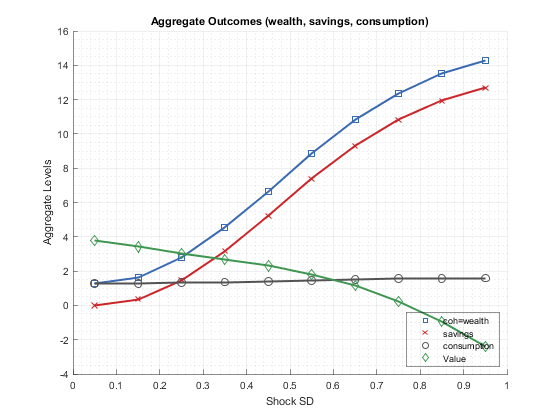 Aggregate Outcomes (wealth, savings, consumption)
16
14
12
10
8
6
4
2
0
-2
-4
Aggregate Levels
0 0.1 0.2 0.3 0.4 0.5 0.6 0.7 0.8 0.9 1
Shock SD
coh=wealth
savings
consumption
Value